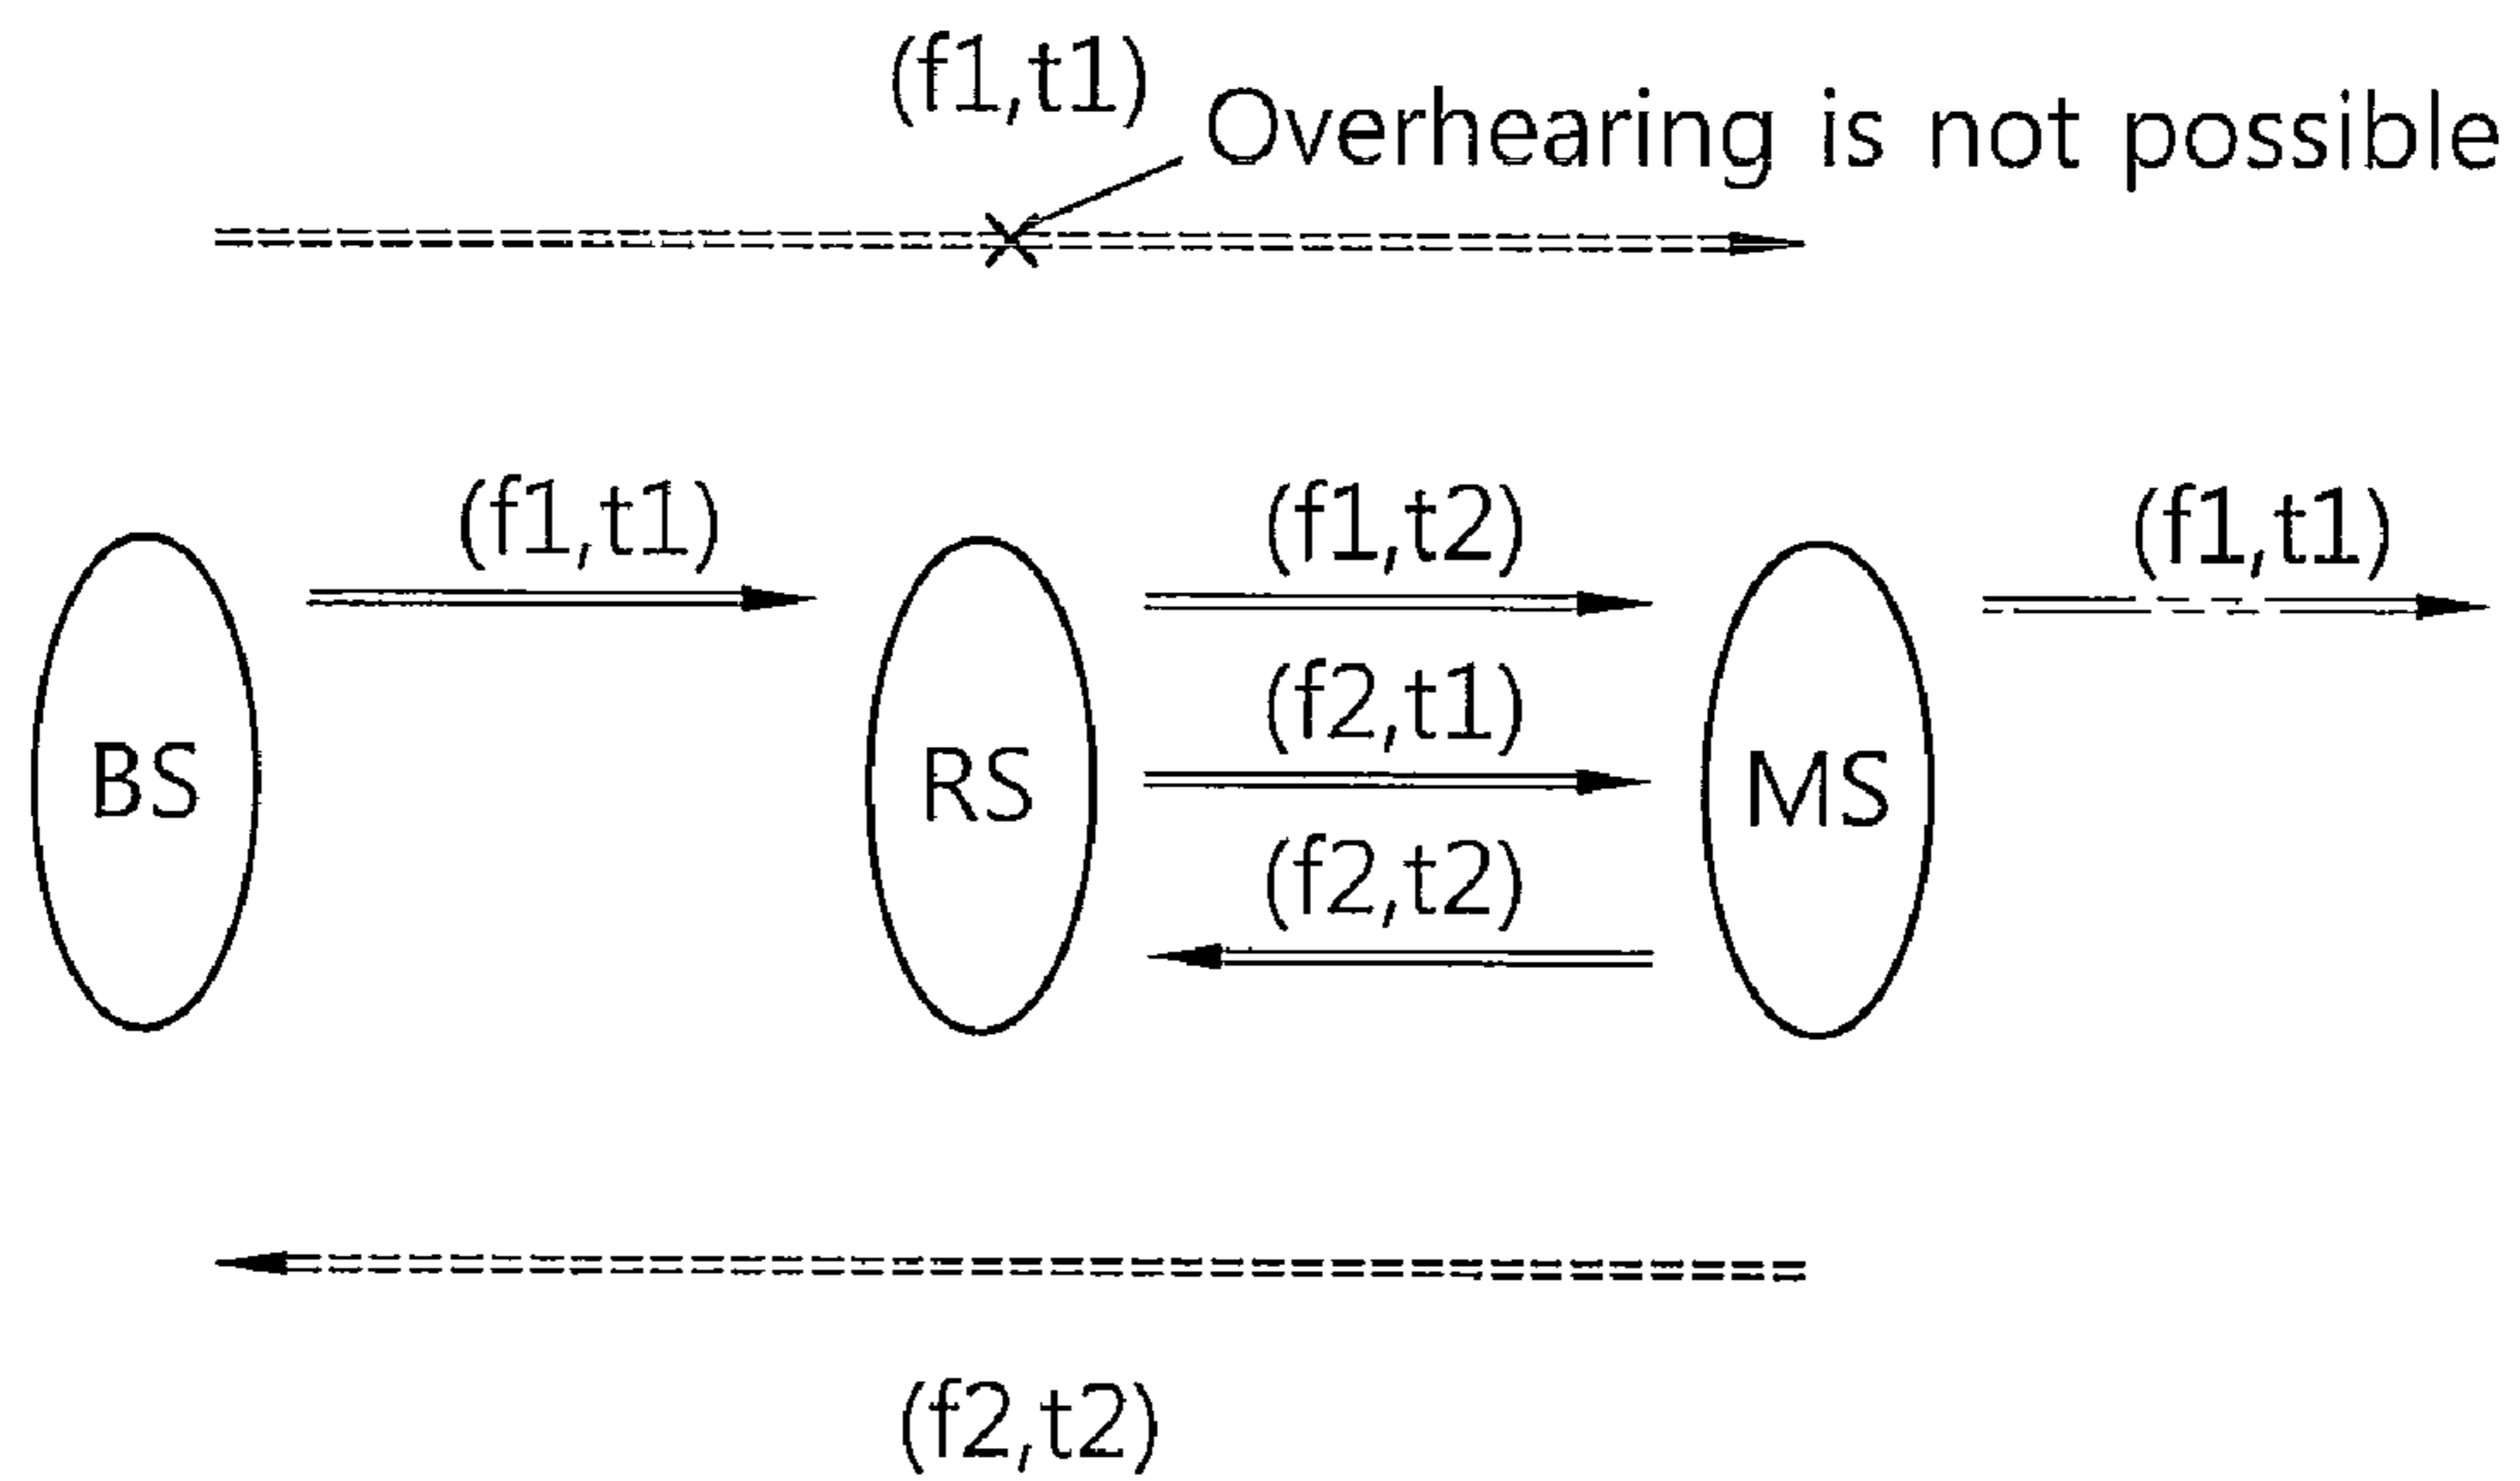 (f1,t1)
Overhearing is not possible
(f1,t1)
(f1,t2)
(f1,t1)
(f2,t1)
BS
RS
MS
(f2,t2)
(f2,t2)